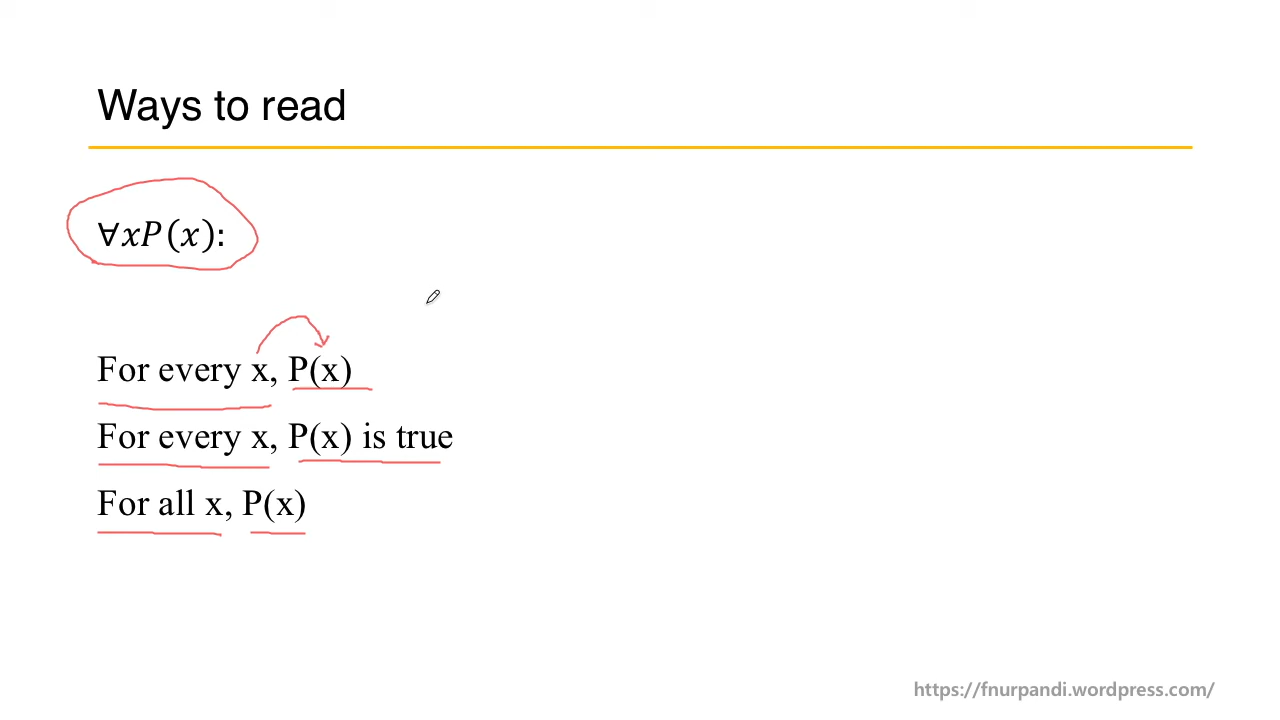 Ways to read
∀xP(x):
For every x, P(x)
For every x, P(x) is true
For all x, P(x)
https://fnurpandi.wordpress.com/